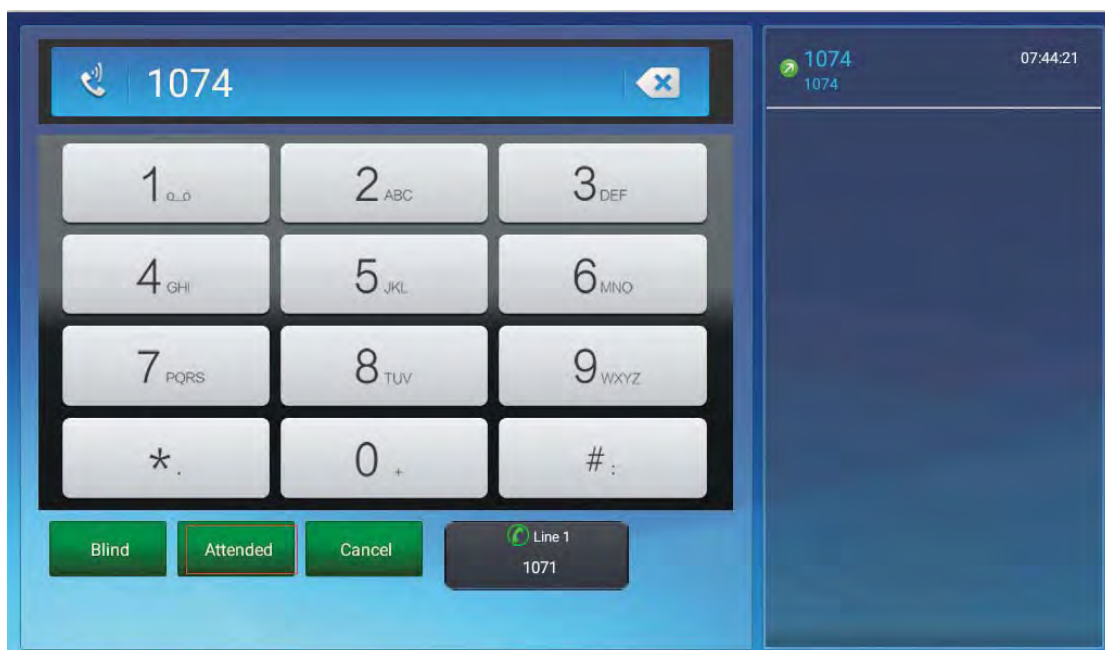 1074
1074
07:44:21
1074
1 o_o
2 ABC
3 DEF
4 GHI
5 JKL
6 MNO
7 PQRS
8 TUV
9 WXYZ
* .
0 +
# :
Blind
Attended
Cancel
Line 1
1071